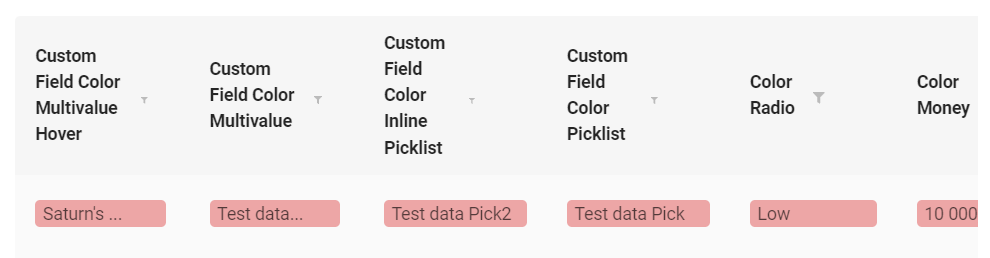 Custom
Field Color
Multivalue
Hover
Custom
Field Color
Multivalue
Custom
Field
Color
Inline
Picklist
Custom
Field
Color
Picklist
Color
Radio
Color
Money
Saturn's ...
Test data...
Test data Pick2
Test data Pick
Low
10 000